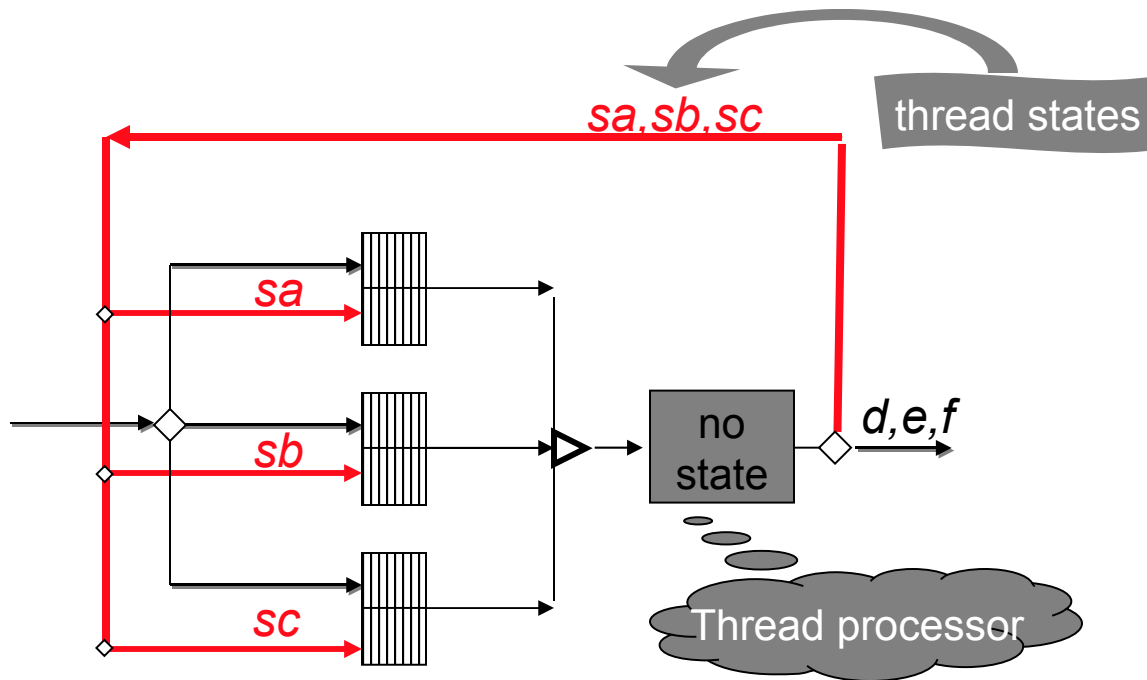 thread states
sa,sb,sc
sa
sb
sc
no
state
d,e,f
Thread processor